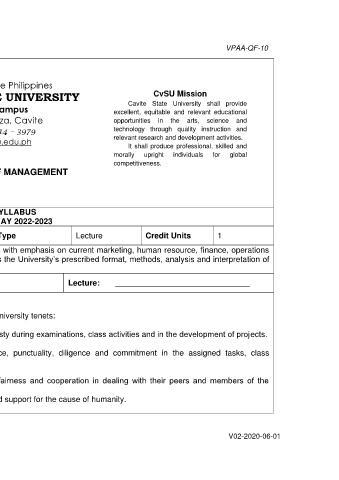 VPAA-QF-10
e Philippines
E UNIVERSITY
ampus
za, Cavite
14 - 3979
u.edu.ph
F MANAGEMENT
CvSU Mission
Cavite State University shall provide
excellent, equitable and relevant educational
opportunities in the arts, science and
technology through quality instruction and
relevant research and development activities.
It shall produce professional, skilled and
morally upright individuals for global
competitiveness.
YLLABUS
AY 2022-2023
Type Lecture Credit Units 1
with emphasis on current marketing, human resource, finance, operations
s the University's prescribed format, methods, analysis and interpretation of
Lecture: ____________________
niversity tenets:
sty during examinations, class activities and in the development of projects.
ce, punctuality, diligence and commitment in the assigned tasks, class
fairness and cooperation in dealing with their peers and members of the
d support for the cause of humanity.
V02-2020-06-01